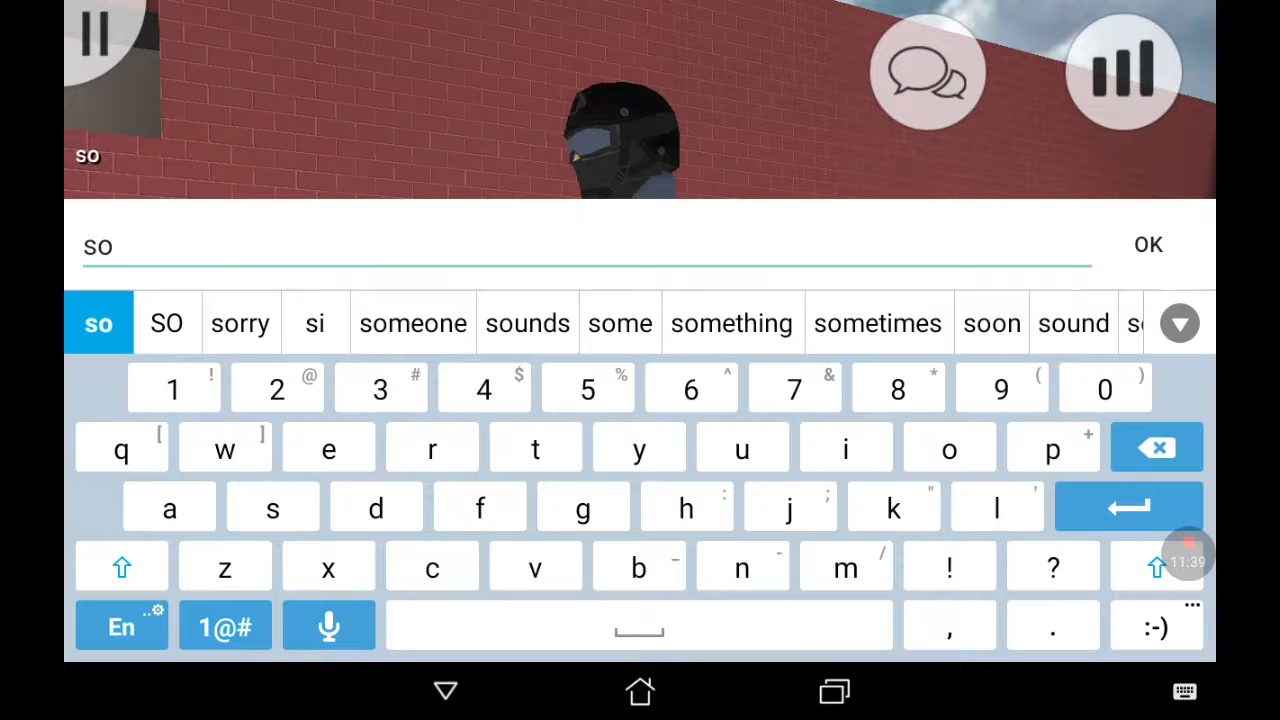 so
so
OK
so SO sorry si someone sounds some something sometimes soon sound
! @ # $ % ^ & * ( )
1 2 3 4 5 6 7 8 9 0
[ ] +
q w e r t y u i o p
: ; " '
a s d f g h j k l
_ - /
z x c v b n m ! ?
11:39
En 1@# , . :-)